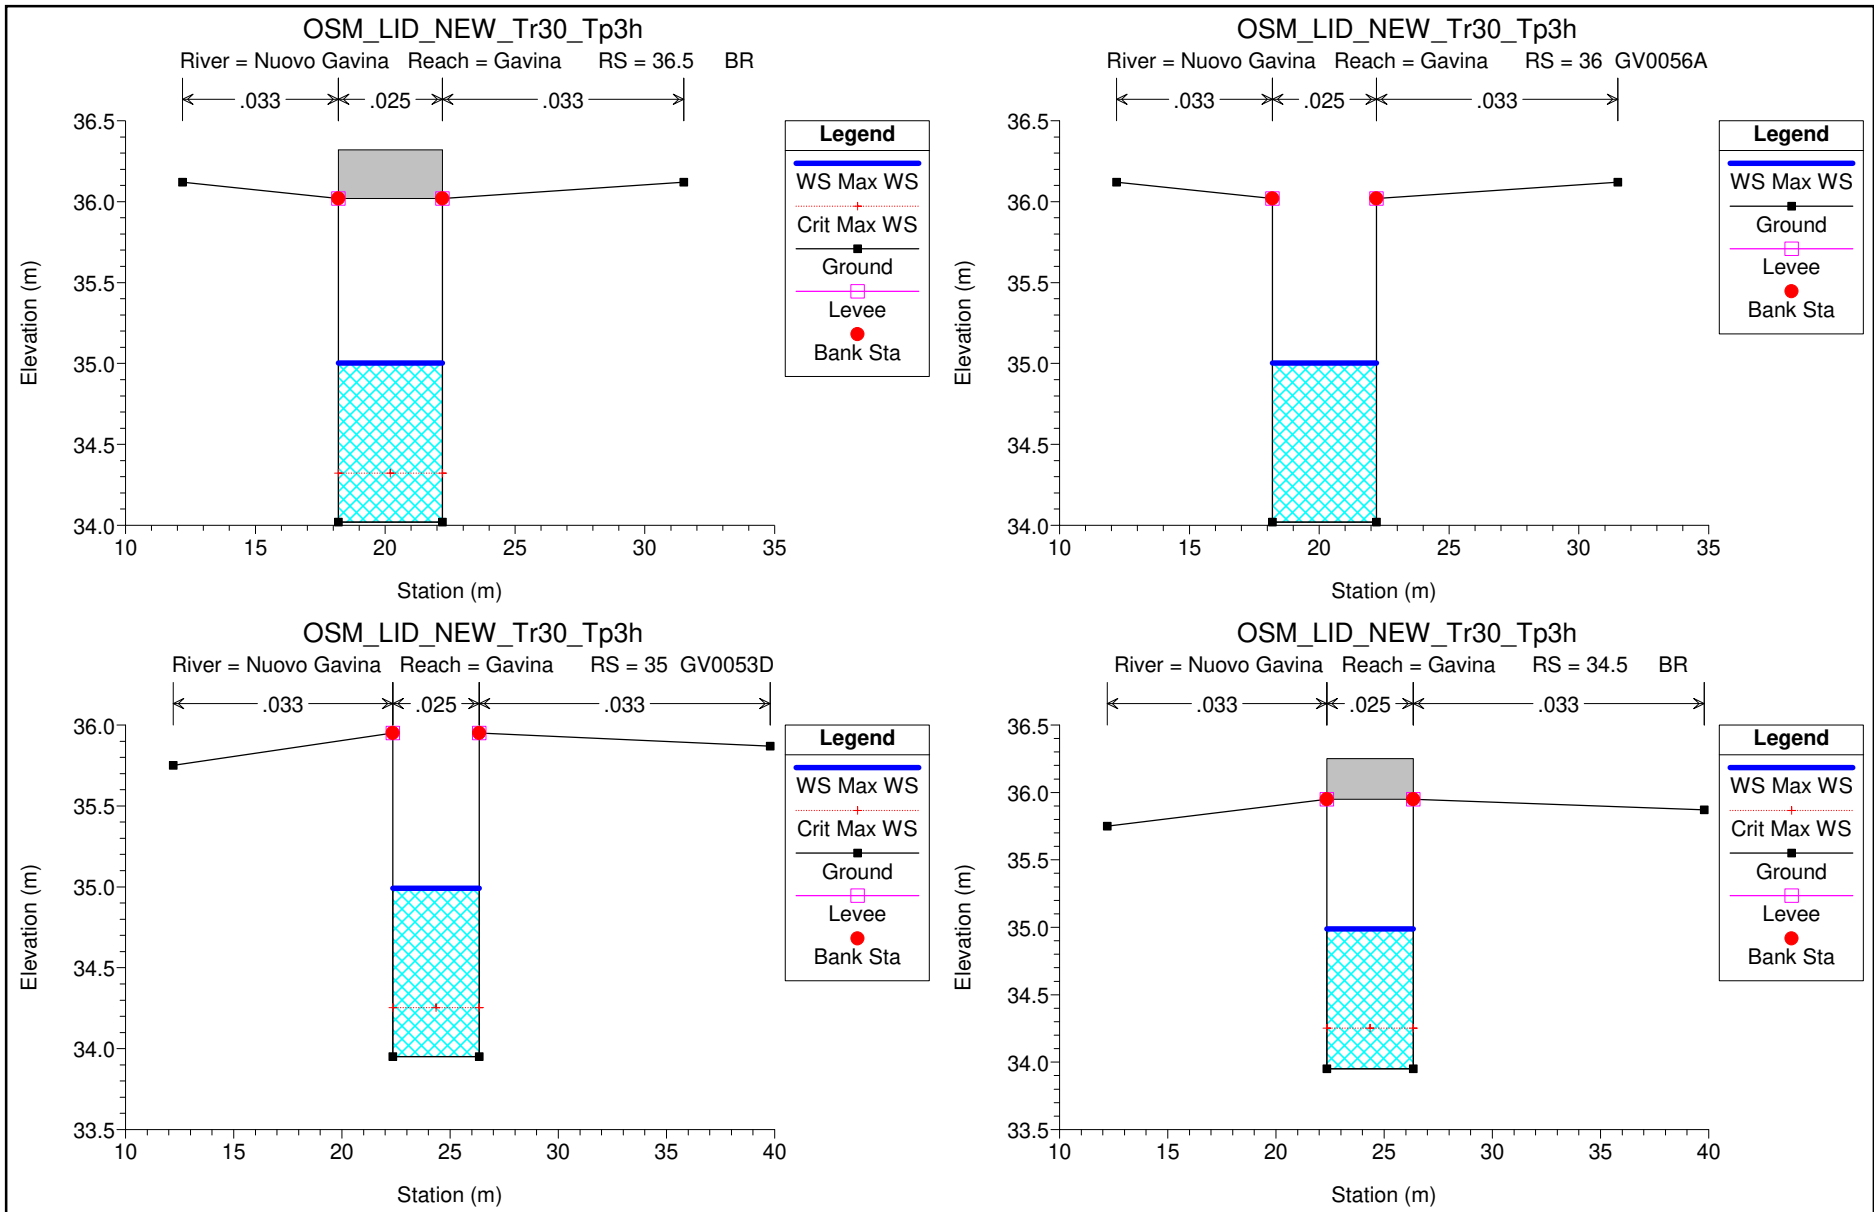 OSM_LID_NEW_Tr30_Tp3h
River = Nuovo Gavina Reach = Gavina RS = 36.5 BR
.033 .025 .033
36.5
36.0
35.5
35.0
34.5
34.0
Elevation (m)
10 15 20 25 30 35
Station (m)
Legend
WS Max WS
Crit Max WS
Ground
Levee
Bank Sta
OSM_LID_NEW_Tr30_Tp3h
River = Nuovo Gavina Reach = Gavina RS = 36 GV0056A
.033 .025 .033
36.5
36.0
35.5
35.0
34.5
34.0
Elevation (m)
10 15 20 25 30 35
Station (m)
Legend
WS Max WS
Ground
Levee
Bank Sta
OSM_LID_NEW_Tr30_Tp3h
River = Nuovo Gavina Reach = Gavina RS = 35 GV0053D
.033 .025 .033
36.0
35.5
35.0
34.5
34.0
33.5
Elevation (m)
10 15 20 25 30 35 40
Station (m)
Legend
WS Max WS
Crit Max WS
Ground
Levee
Bank Sta
OSM_LID_NEW_Tr30_Tp3h
River = Nuovo Gavina Reach = Gavina RS = 34.5 BR
.033 .025 .033
36.5
36.0
35.5
35.0
34.5
34.0
33.5
Elevation (m)
10 15 20 25 30 35 40
Station (m)
Legend
WS Max WS
Crit Max WS
Ground
Levee
Bank Sta